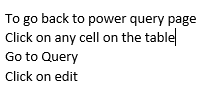 To go back to power query page
Click on any cell on the table
Go to Query
Click on edit